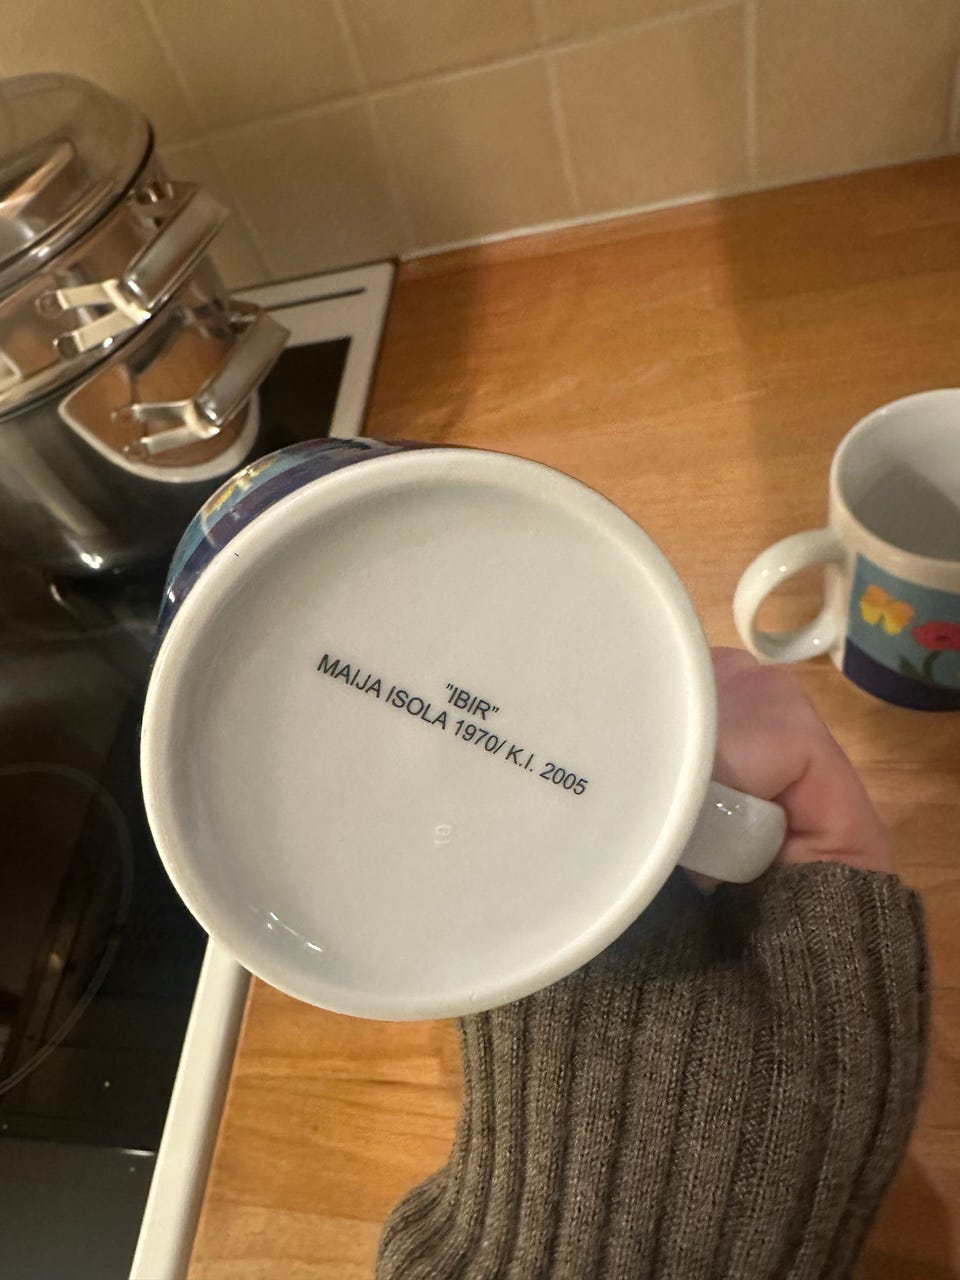 "IBIR"
MAIJA ISOLA 1970/ K.I. 2005